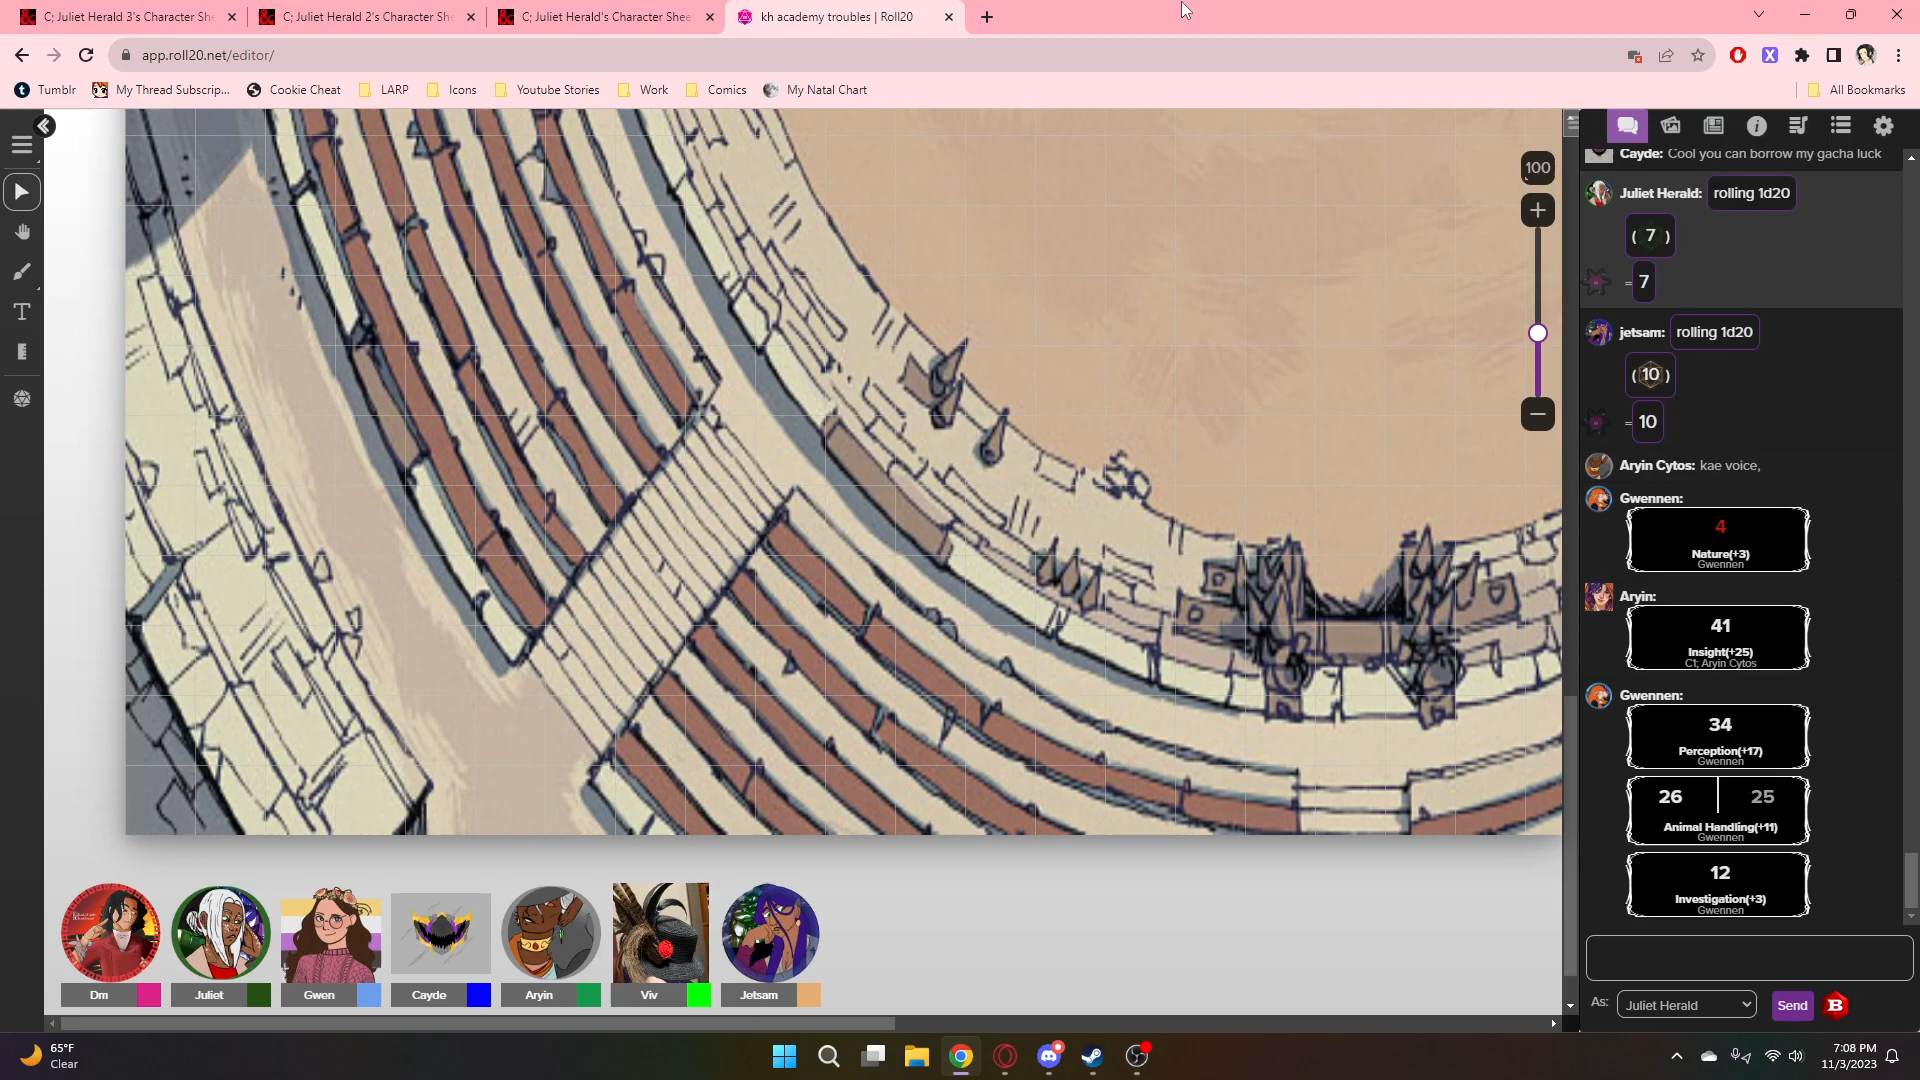 C; Juliet Herald 3's Character She
C; Juliet Herald 2's Character She
C; Juliet Herald's Character Shee
kh academy troubles | Roll20
app.roll20.net/editor/
Tumblr
My Thread Subscrip...
Cookie Cheat
LARP
Icons
Youtube Stories
Work
Comics
My Natal Chart
All Bookmarks
100
Cayde: Cool you can borrow my gacha luck
Juliet Herald: rolling 1d20
( 7 )
= 7
jetsam: rolling 1d20
( 10 )
= 10
Aryin Cytos: kae voice,
Gwennen:
4
Nature(+3)
Gwennen
Aryin:
41
Insight(+25)
C1; Aryin Cytos
Gwennen:
34
Perception(+17)
Gwennen
26 25
Animal Handling(+11)
Gwennen
12
Investigation(+3)
Gwennen
Dm
Juliet
Gwen
Cayde
Aryin
Viv
Jetsam
As: Juliet Herald Send B
65°F
Clear
7:08 PM
11/3/2023